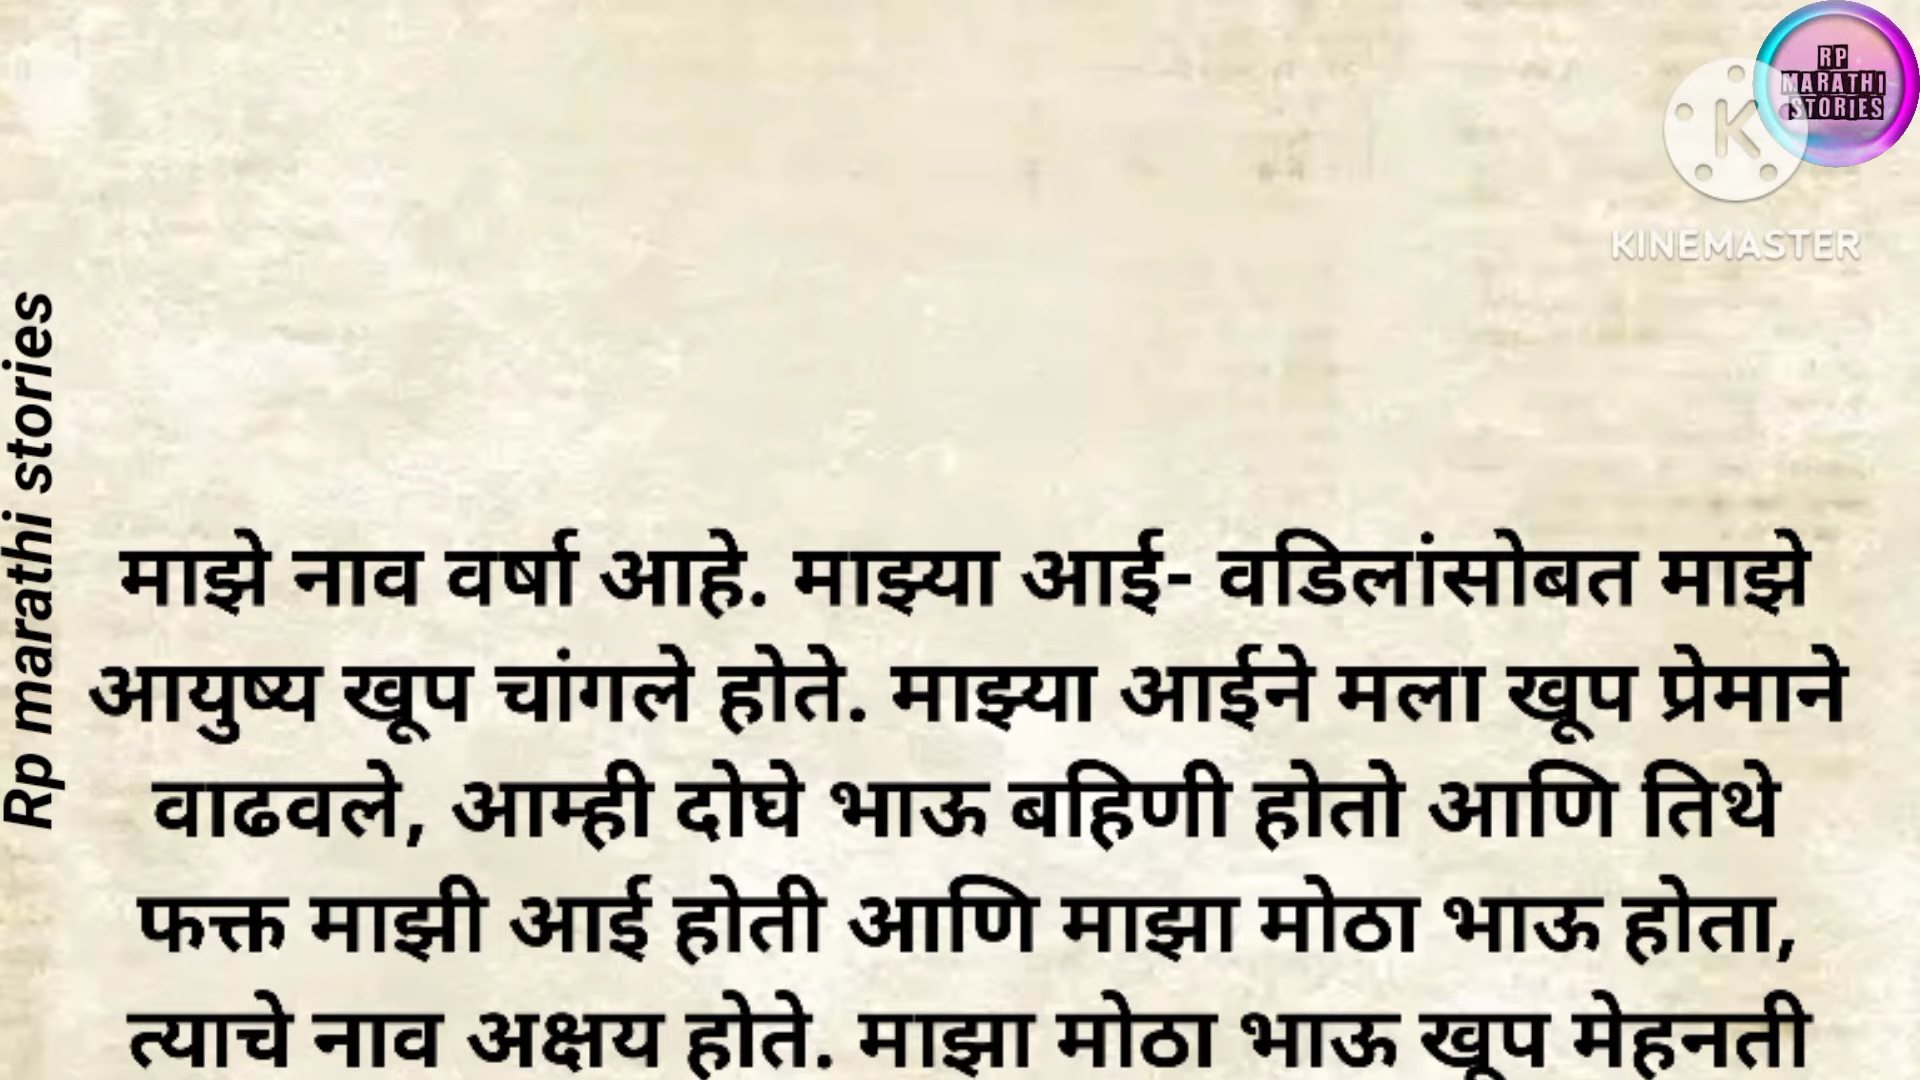 RP
MARATHI
STORIES
K
KINEMASTER
Rp marathi stories
माझे नाव वर्षा आहे. माझ्या आई- वडिलांसोबत माझे
आयुष्य खूप चांगले होते. माझ्या आईने मला खूप प्रेमाने
वाढवले, आम्ही दोघे भाऊ बहिणी होतो आणि तिथे
फक्त माझी आई होती आणि माझा मोठा भाऊ होता,
त्याचे नाव अक्षय होते. माझा मोठा भाऊ खूप मेहनती